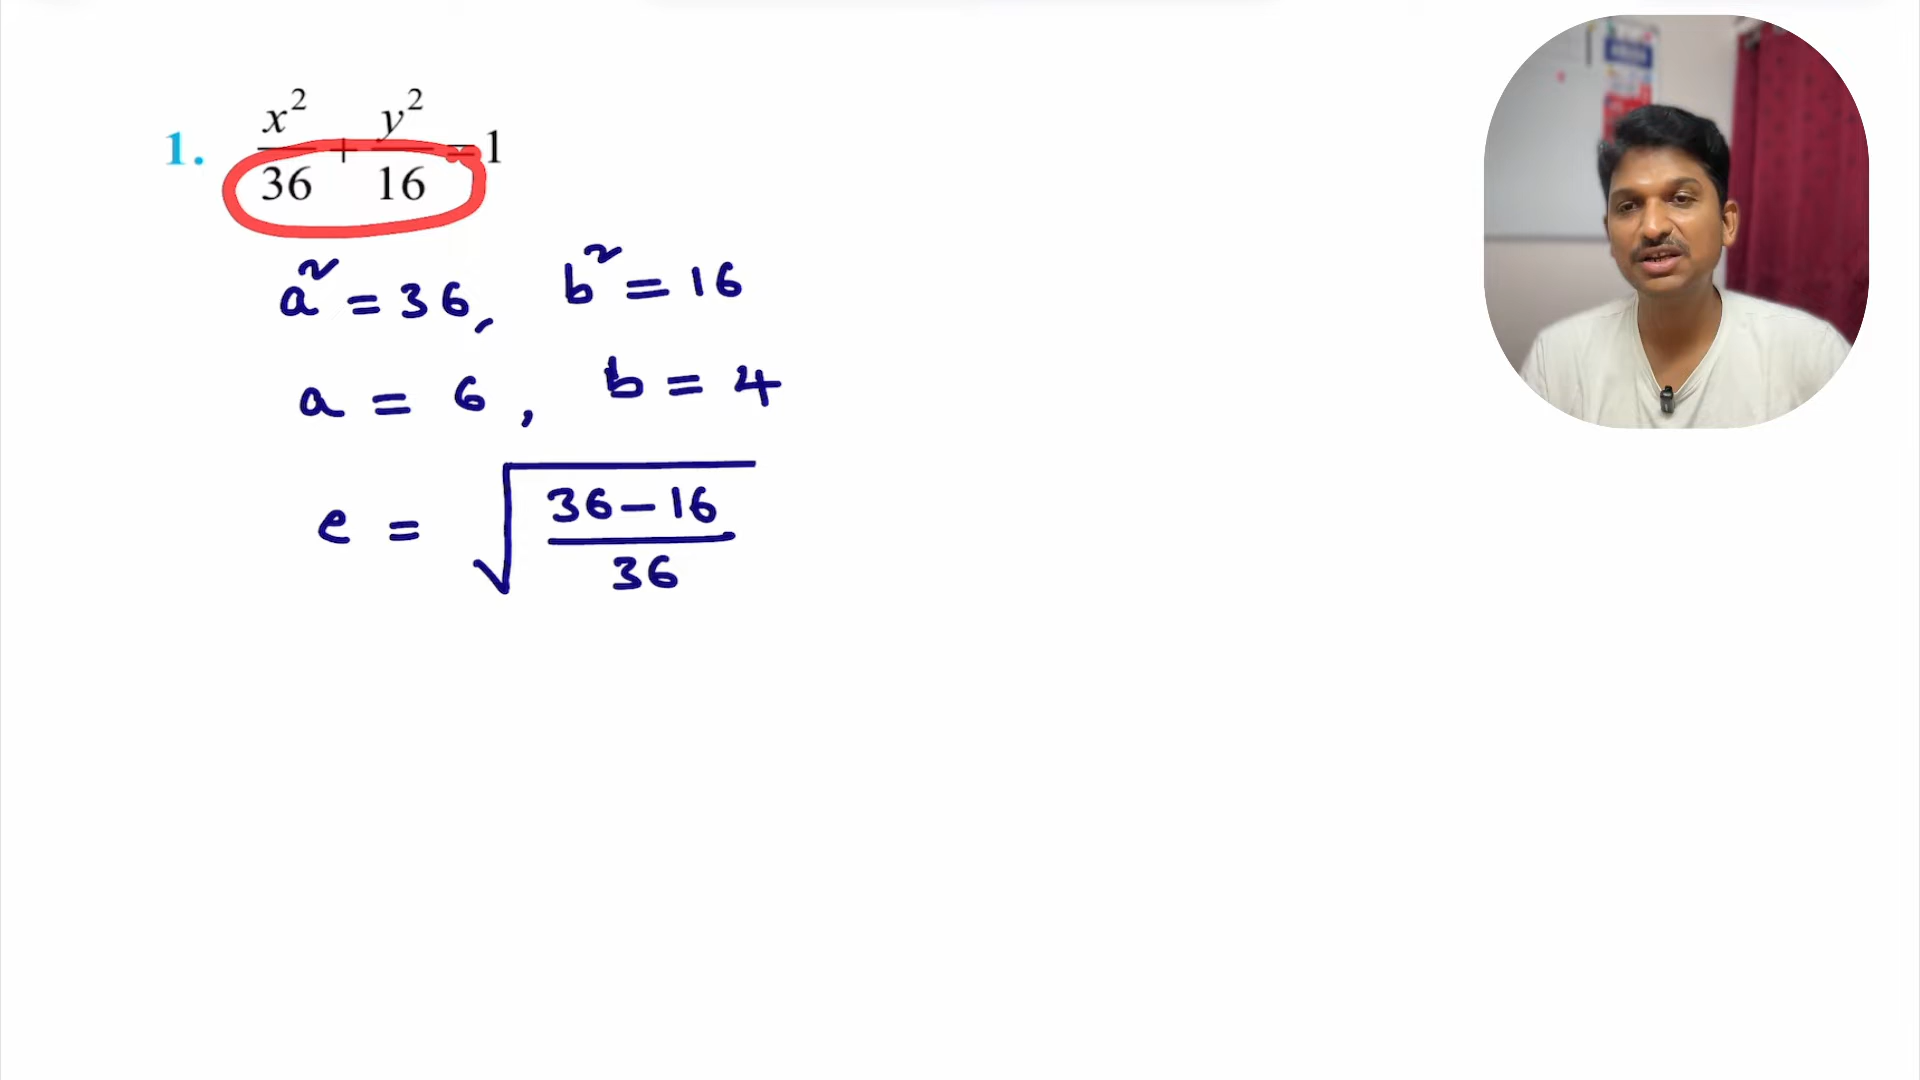 1. x²/36 + y²/16 = 1
a² = 36, b² = 16
a = 6, b = 4
e = √((36 - 16)/36)